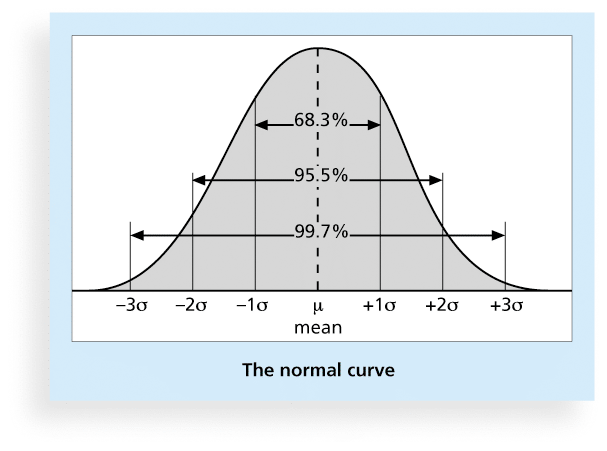 68.3%
95.5%
99.7%
−3σ −2σ −1σ μ +1σ +2σ +3σ
mean
The normal curve